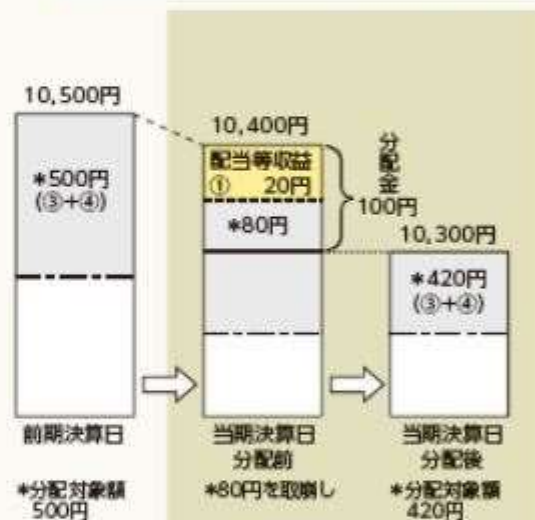 10,500円
*500円
(③+④)
前期決算日
*分配対象額
500円
10,400円
配当等収益
① 20円
*80円
分配金
100円
当期決算日
分配前
*80円を取崩し
10,300円
*420円
(③+④)
当期決算日
分配後
*分配対象額
420円